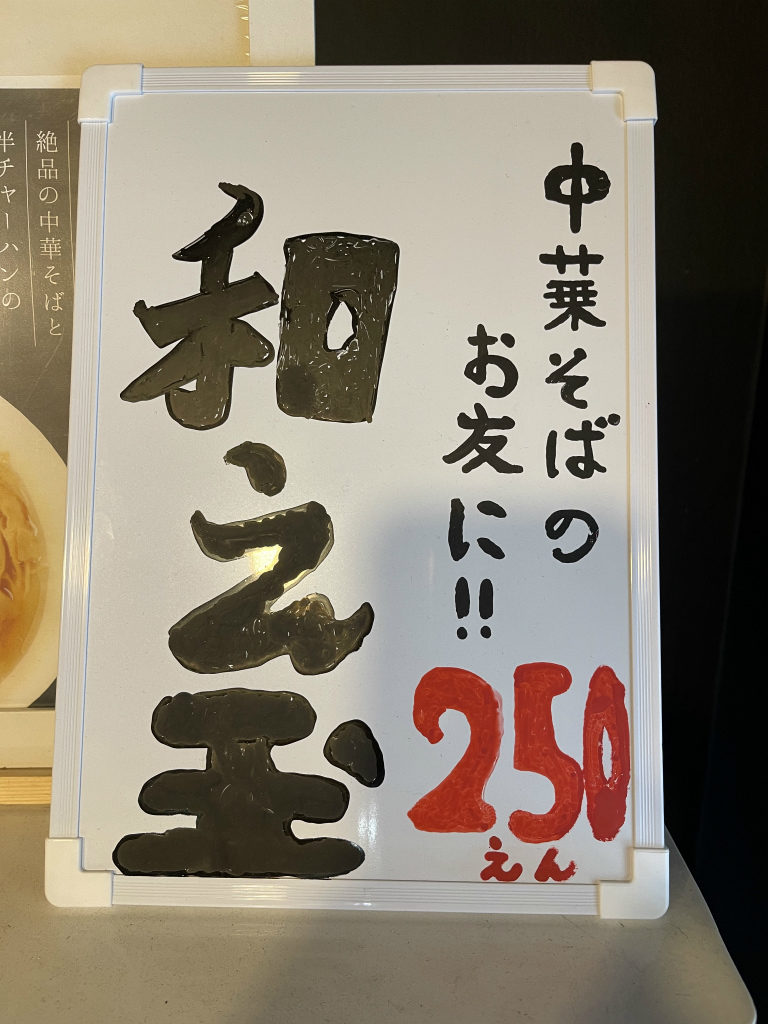 中華そばの
お友に!!
和え玉
250
えん
絶品の中華そばと
半チャーハンの